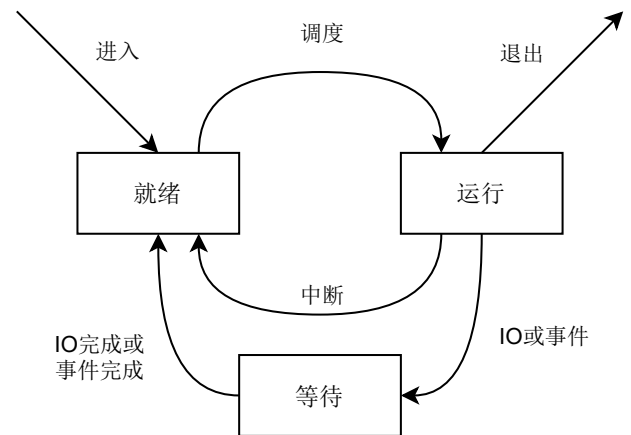 调度
进入
退出
就绪
运行
中断
IO完成或
事件完成
IO或事件
等待